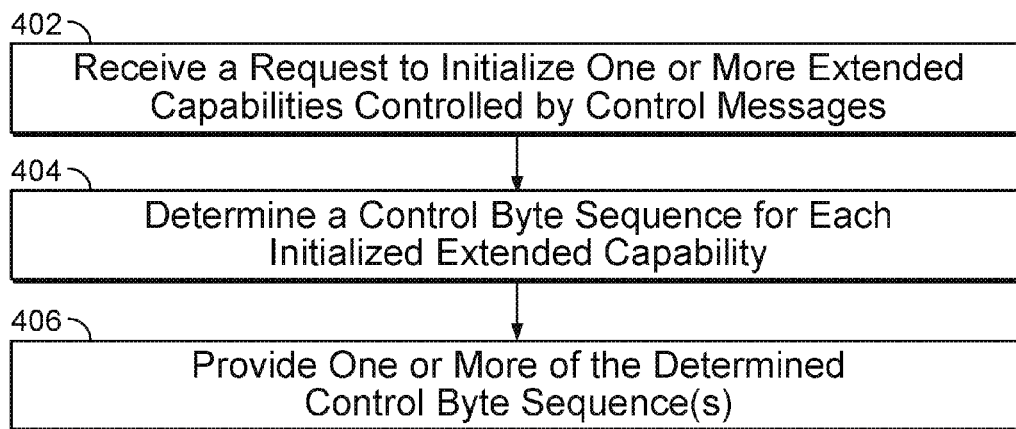 402
Receive a Request to Initialize One or More Extended
Capabilities Controlled by Control Messages
404
Determine a Control Byte Sequence for Each
Initialized Extended Capability
406
Provide One or More of the Determined
Control Byte Sequence(s)